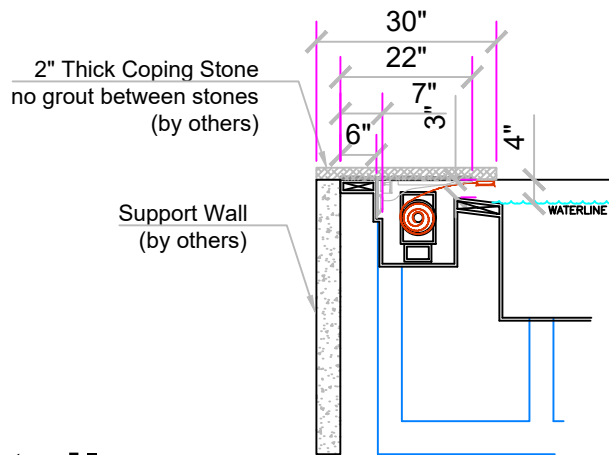 30"
22"
7"
3"
6"
4"
2" Thick Coping Stone
no grout between stones
(by others)
Support Wall
(by others)
WATERLINE